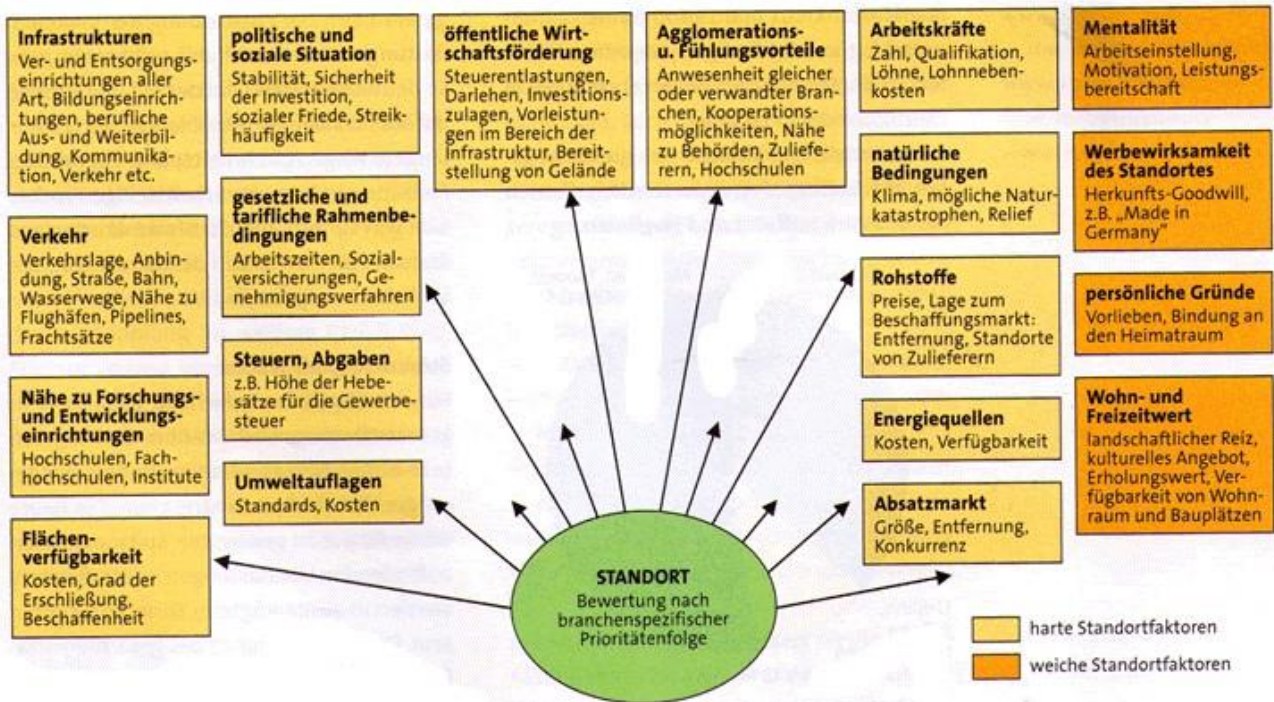 Infrastrukturen
Ver- und Entsorgungs-
einrichtungen aller
Art, Bildungseinrich-
tungen, berufliche
Aus- und Weiterbil-
dung, Kommunika-
tion, Verkehr etc.
Verkehr
Verkehrslage, Anbin-
dung, Straße, Bahn,
Wasserwege, Nähe zu
Flughäfen, Pipelines,
Frachtsätze
Nähe zu Forschungs-
und Entwicklungs-
einrichtungen
Hochschulen, Fach-
hochschulen, Institute
Flächen-
verfügbarkeit
Kosten, Grad der
Erschließung,
Beschaffenheit
politische und
soziale Situation
Stabilität, Sicherheit
der Investition,
sozialer Friede, Streik-
häufigkeit
gesetzliche und
tarifliche Rahmenbe-
dingungen
Arbeitszeiten, Sozial-
versicherungen, Ge-
nehmigungsverfahren
Steuern, Abgaben
z.B. Höhe der Hebe-
sätze für die Gewerbe-
steuer
Umweltauflagen
Standards, Kosten
öffentliche Wirt-
schaftsförderung
Steuerentlastungen,
Darlehen, Investitions-
zulagen, Vorleistun-
gen im Bereich der
Infrastruktur, Bereit-
stellung von Gelände
Agglomerations-
u. Fühlungsvorteile
Anwesenheit gleicher
oder verwandter Bran-
chen, Kooperations-
möglichkeiten, Nähe
zu Behörden, Zuliefe-
rern, Hochschulen
Arbeitskräfte
Zahl, Qualifikation,
Löhne, Lohnneben-
kosten
natürliche
Bedingungen
Klima, mögliche Natur-
katastrophen, Relief
Rohstoffe
Preise, Lage zum
Beschaffungsmarkt:
Entfernung, Standorte
von Zulieferern
Energiequellen
Kosten, Verfügbarkeit
Absatzmarkt
Größe, Entfernung,
Konkurrenz
Mentalität
Arbeitseinstellung,
Motivation, Leistungs-
bereitschaft
Werbewirksamkeit
des Standortes
Herkunfts-Goodwill,
z.B. „Made in
Germany"
persönliche Gründe
Vorlieben, Bindung an
den Heimatraum
Wohn- und
Freizeitwert
landschaftlicher Reiz,
kulturelles Angebot,
Erholungswert, Ver-
fügbarkeit von Wohn-
raum und Bauplätzen
STANDORT
Bewertung nach
branchenspezifischer
Prioritätenfolge
harte Standortfaktoren
weiche Standortfaktoren